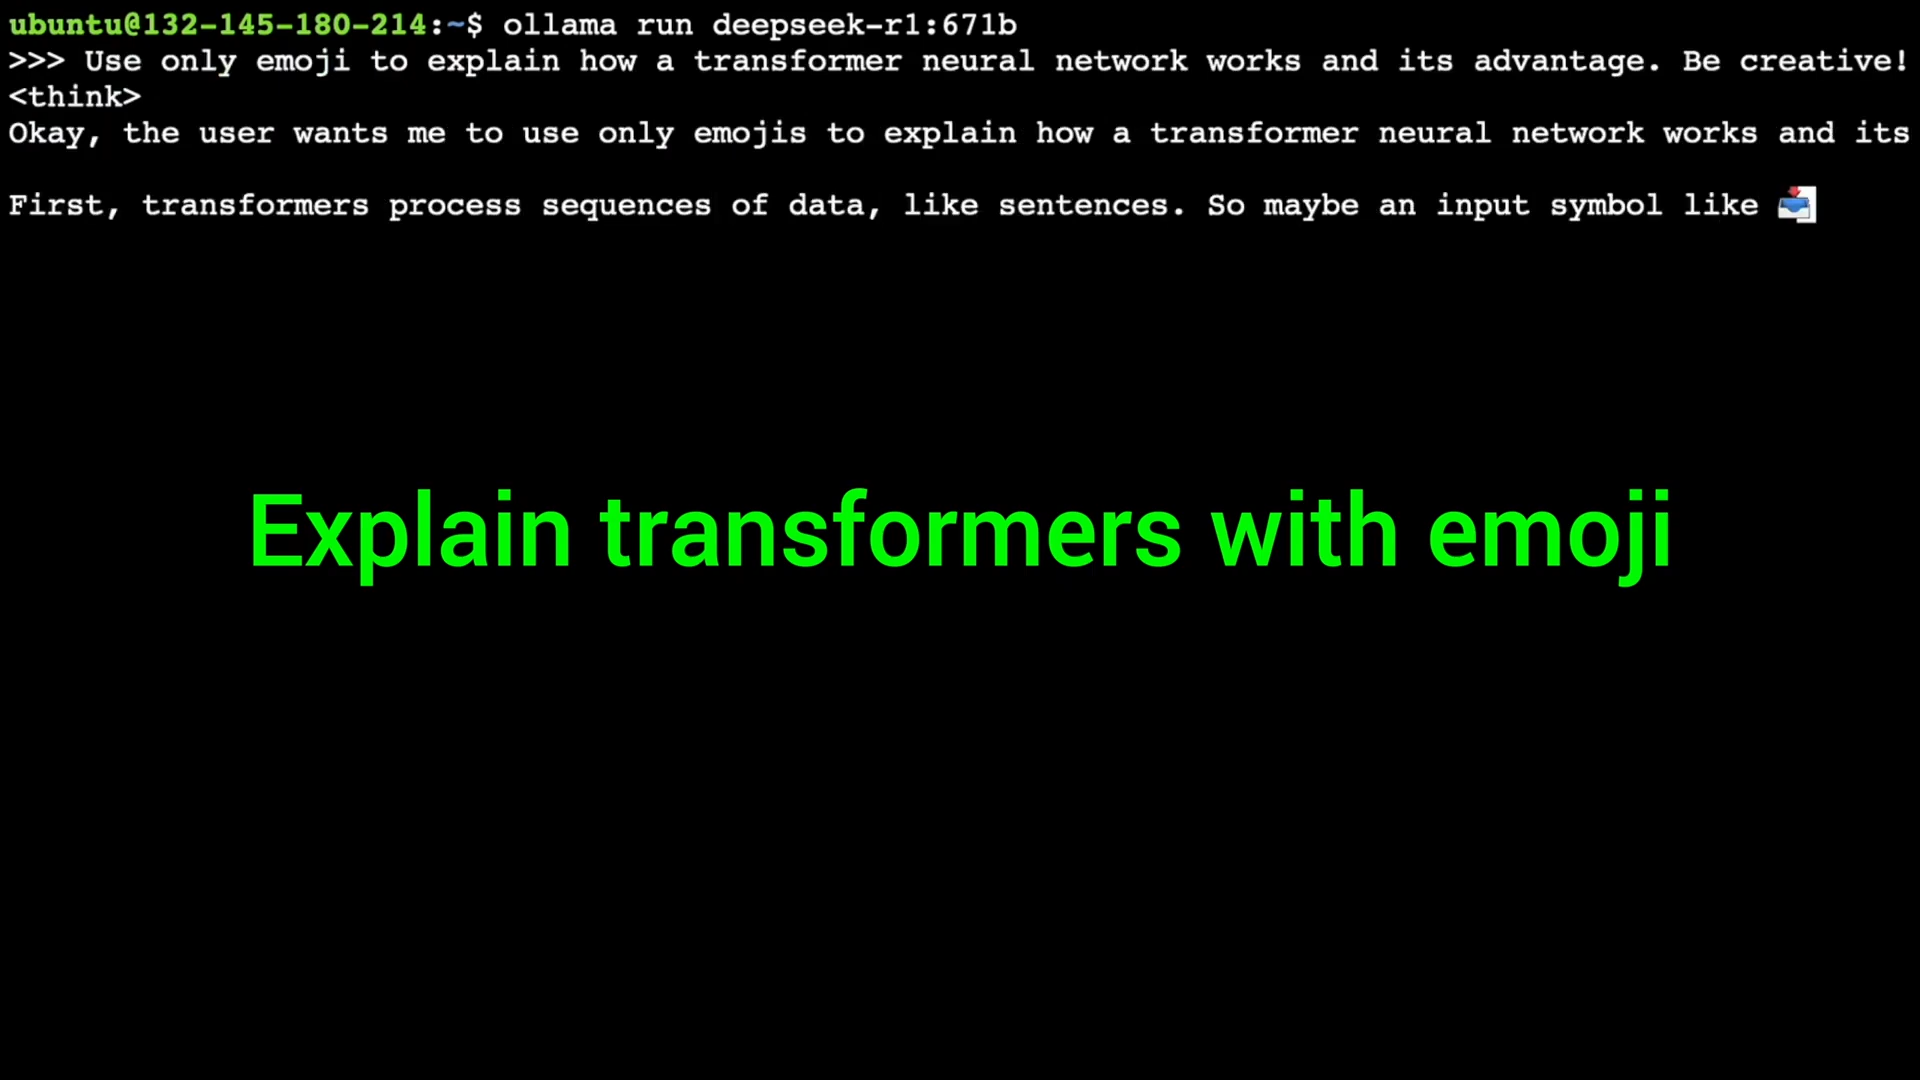 ubuntu@132-145-180-214:~$ ollama run deepseek-r1:671b
>>> Use only emoji to explain how a transformer neural network works and its advantage. Be creative!
<think>
Okay, the user wants me to use only emojis to explain how a transformer neural network works and its
First, transformers process sequences of data, like sentences. So maybe an input symbol like 📥
Explain transformers with emoji